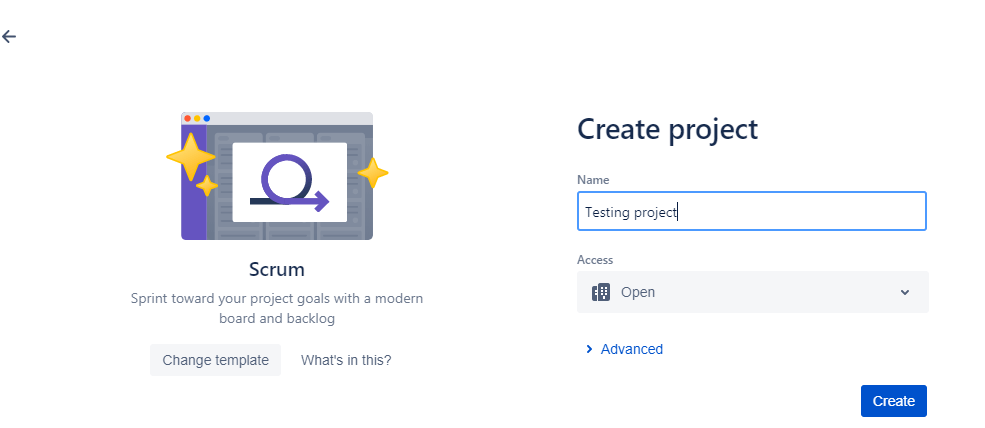 Create project
Name
Testing project
Access
Open
Advanced
Create
Scrum
Sprint toward your project goals with a modern
board and backlog
Change template
What's in this?